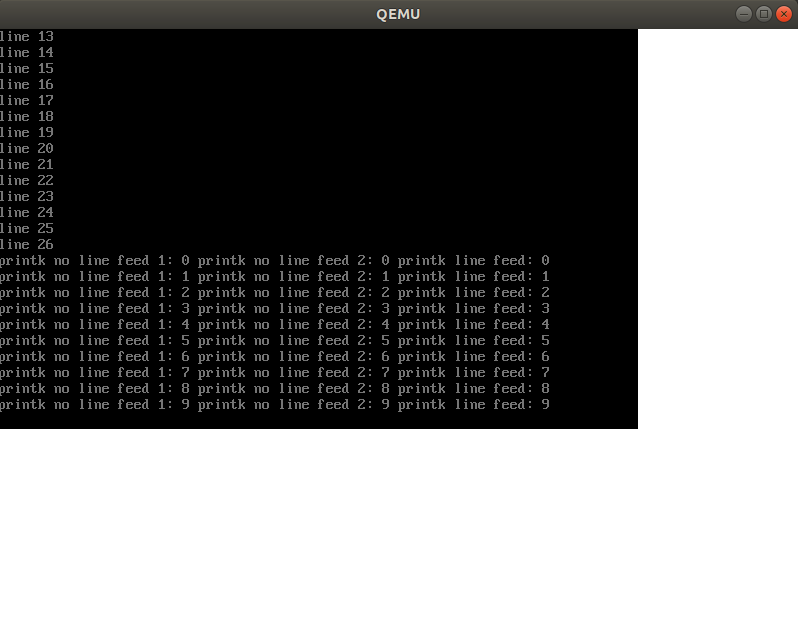 QEMU
line 13
line 14
line 15
line 16
line 17
line 18
line 19
line 20
line 21
line 22
line 23
line 24
line 25
line 26
printk no line feed 1: 0 printk no line feed 2: 0 printk line feed: 0
printk no line feed 1: 1 printk no line feed 2: 1 printk line feed: 1
printk no line feed 1: 2 printk no line feed 2: 2 printk line feed: 2
printk no line feed 1: 3 printk no line feed 2: 3 printk line feed: 3
printk no line feed 1: 4 printk no line feed 2: 4 printk line feed: 4
printk no line feed 1: 5 printk no line feed 2: 5 printk line feed: 5
printk no line feed 1: 6 printk no line feed 2: 6 printk line feed: 6
printk no line feed 1: 7 printk no line feed 2: 7 printk line feed: 7
printk no line feed 1: 8 printk no line feed 2: 8 printk line feed: 8
printk no line feed 1: 9 printk no line feed 2: 9 printk line feed: 9